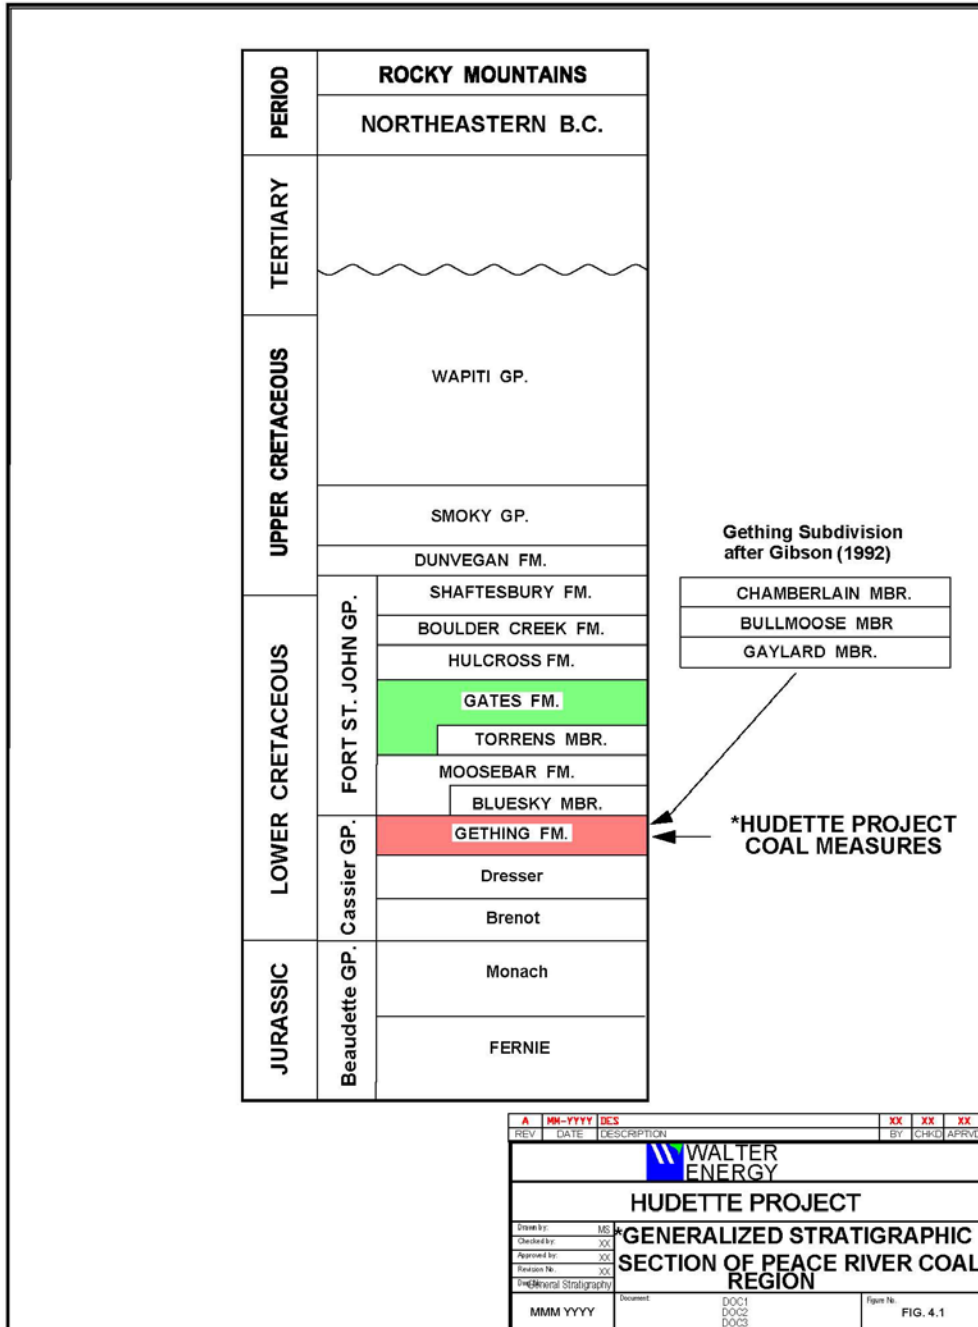 PERIOD
ROCKY MOUNTAINS
NORTHEASTERN B.C.
TERTIARY
UPPER CRETACEOUS
WAPITI GP.
SMOKY GP.
DUNVEGAN FM.
LOWER CRETACEOUS
FORT ST. JOHN GP.
SHAFTESBURY FM.
BOULDER CREEK FM.
HULCROSS FM.
GATES FM.
TORRENS MBR.
MOOSEBAR FM.
BLUESKY MBR.
Cassier GP.
GETHING FM.
Dresser
Brenot
JURASSIC
Beaudette GP.
Monach
FERNIE
Gething Subdivision
after Gibson (1992)
CHAMBERLAIN MBR.
BULLMOOSE MBR
GAYLARD MBR.
*HUDETTE PROJECT
COAL MEASURES
A MM-YYYY DES XX XX XX
REV DATE DESCRIPTION BY CHKD APRVD
WALTER
ENERGY
HUDETTE PROJECT
Drawn by: MS
Checked by: XX
Approved by: XX
Revision No. XX
General Stratigraphy
*GENERALIZED STRATIGRAPHIC
SECTION OF PEACE RIVER COAL
REGION
MMM YYYY
Document:
DOC1
DOC2
DOC3
Figure No.
FIG. 4.1